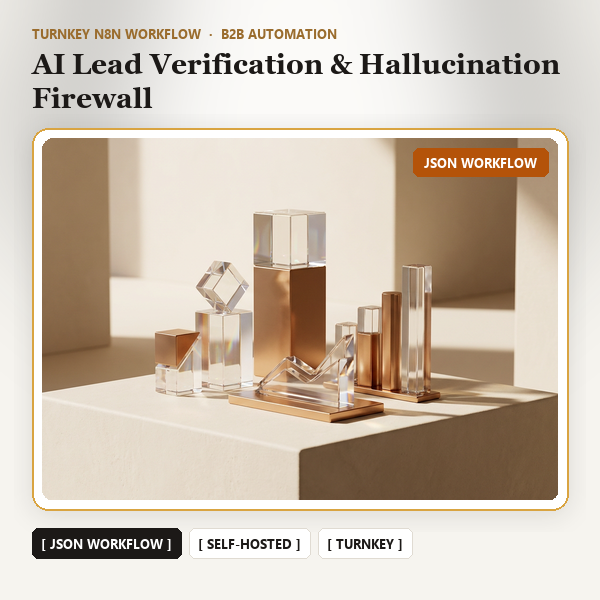 TURNKEY N8N WORKFLOW · B2B AUTOMATION
AI Lead Verification & Hallucination
Firewall
JSON WORKFLOW
[ JSON WORKFLOW ] [ SELF-HOSTED ] [ TURNKEY ]